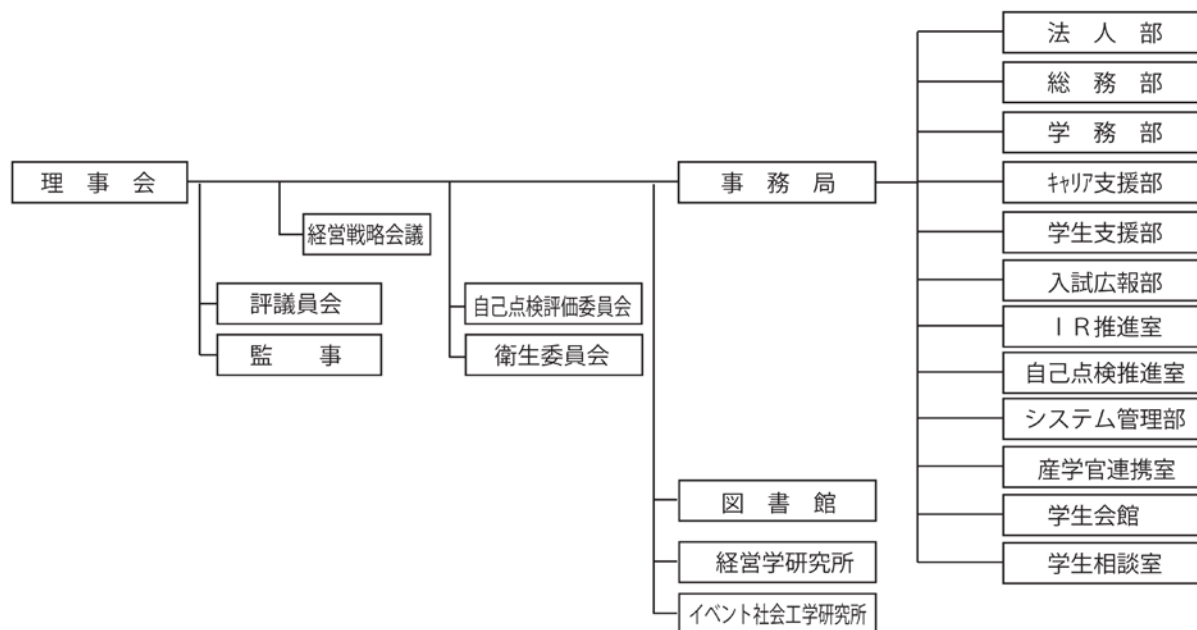 理　事　会
経営戦略会議
評議員会
監　　事
自己点検評価委員会
衛生委員会
事　務　局
図　書　館
経営学研究所
イベント社会工学研究所
法　人　部
総　務　部
学　務　部
ｷｬﾘｱ支援部
学生支援部
入試広報部
ＩＲ推進室
自己点検推進室
システム管理部
産学官連携室
学生会館
学生相談室